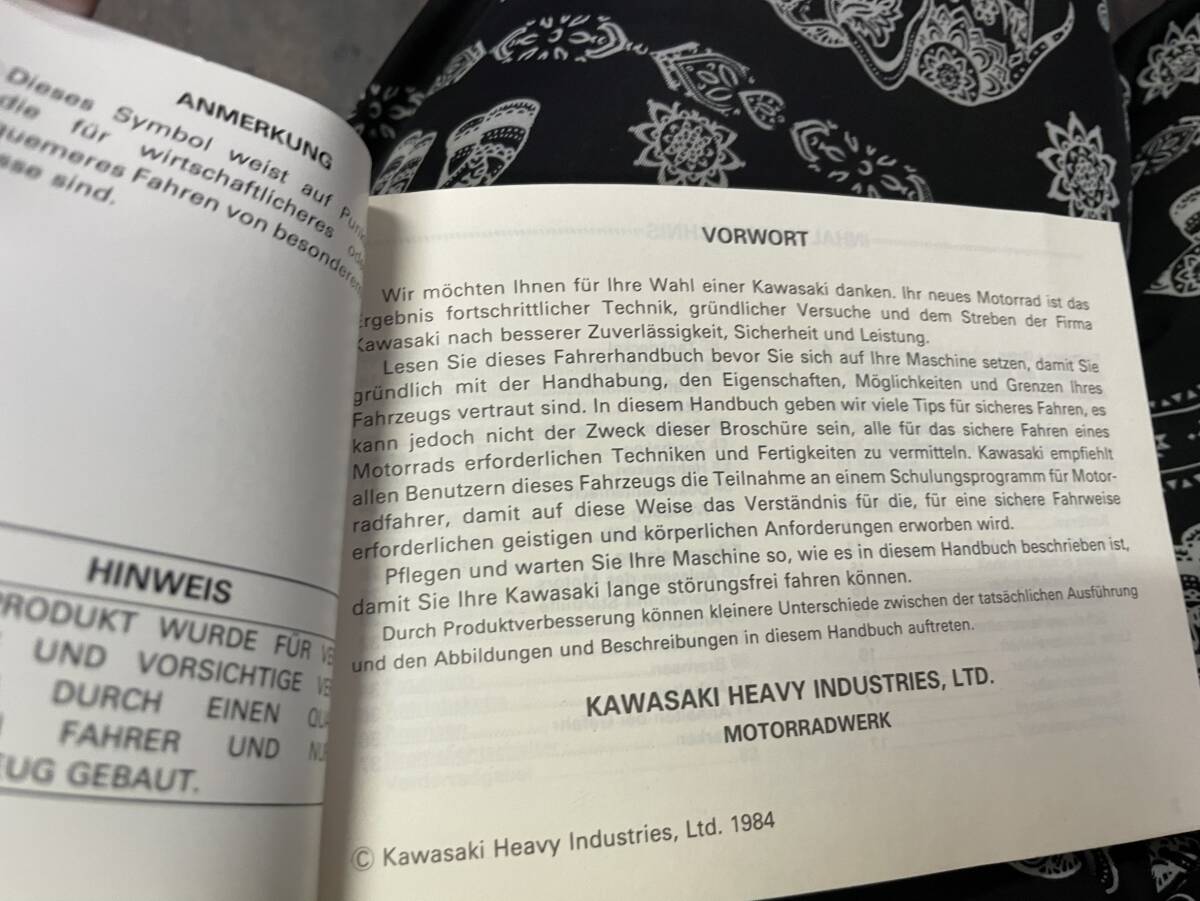 ANMERKUNG
Dieses Symbol weist auf
die für wirtschaftlicheres
Fahren von besonderem
sind.
HINWEIS
PRODUKT WURDE FÜR
UND VORSICHTIGE
DURCH EINEN
FAHRER UND
GEBAUT.
VORWORT
Wir möchten Ihnen für Ihre Wahl einer Kawasaki danken. Ihr neues Motorrad ist das
Ergebnis fortschrittlicher Technik, gründlicher Versuche und dem Streben der Firma
Kawasaki nach besserer Zuverlässigkeit, Sicherheit und Leistung.
Lesen Sie dieses Fahrerhandbuch bevor Sie sich auf Ihre Maschine setzen, damit Sie
gründlich mit der Handhabung, den Eigenschaften, Möglichkeiten und Grenzen Ihres
Fahrzeugs vertraut sind. In diesem Handbuch geben wir viele Tips für sicheres Fahren, es
kann jedoch nicht der Zweck dieser Broschüre sein, alle für das sichere Fahren eines
Motorrads erforderlichen Techniken und Fertigkeiten zu vermitteln. Kawasaki empfiehlt
allen Benutzern dieses Fahrzeugs die Teilnahme an einem Schulungsprogramm für Motor-
radfahrer, damit auf diese Weise das Verständnis für die, für eine sichere Fahrweise
erforderlichen geistigen und körperlichen Anforderungen erworben wird.
Pflegen und warten Sie Ihre Maschine so, wie es in diesem Handbuch beschrieben ist,
damit Sie Ihre Kawasaki lange störungsfrei fahren können.
Durch Produktverbesserung können kleinere Unterschiede zwischen der tatsächlichen Ausführung
und den Abbildungen und Beschreibungen in diesem Handbuch auftreten.
KAWASAKI HEAVY INDUSTRIES, LTD.
MOTORRADWERK
© Kawasaki Heavy Industries, Ltd. 1984